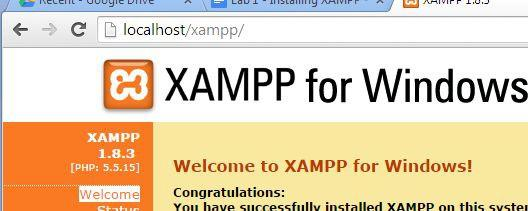 Recent - Google Drive
Lab 1 - Installing XAMPP -
XAMPP 1.8.3
localhost/xampp/
XAMPP for Windows
XAMPP
1.8.3
[PHP: 5.5.15]
Welcome
Status
Welcome to XAMPP for Windows!
Congratulations:
You have successfully installed XAMPP on this system